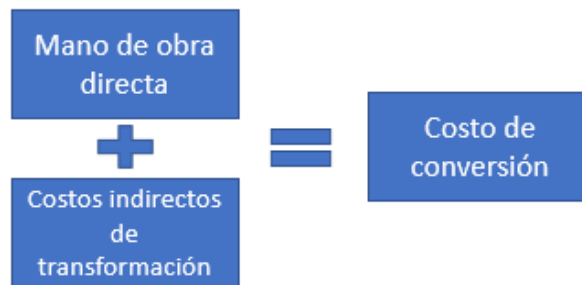 Mano de obra
directa
Costos indirectos
de
transformación
Costo de
conversión